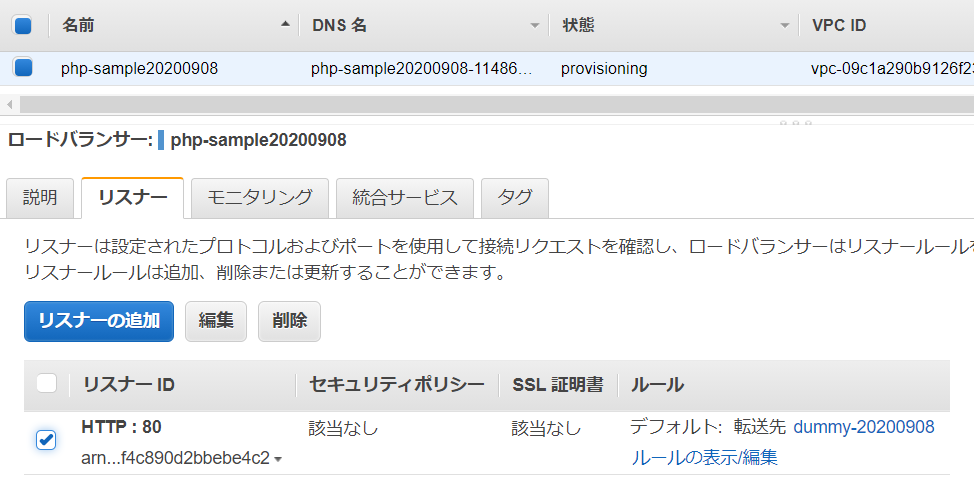 名前 DNS 名 状態 VPC ID
php-sample20200908 php-sample20200908-11486... provisioning vpc-09c1a290b9126f23
ロードバランサー: php-sample20200908
説明 リスナー モニタリング 統合サービス タグ
リスナーは設定されたプロトコルおよびポートを使用して接続リクエストを確認し、ロードバランサーはリスナールールを
リスナールールは追加、削除または更新することができます。
リスナーの追加 編集 削除
リスナー ID セキュリティポリシー SSL 証明書 ルール
HTTP : 80 該当なし 該当なし デフォルト: 転送先 dummy-20200908
arn...f4c890d2bbebe4c2 ルールの表示/編集